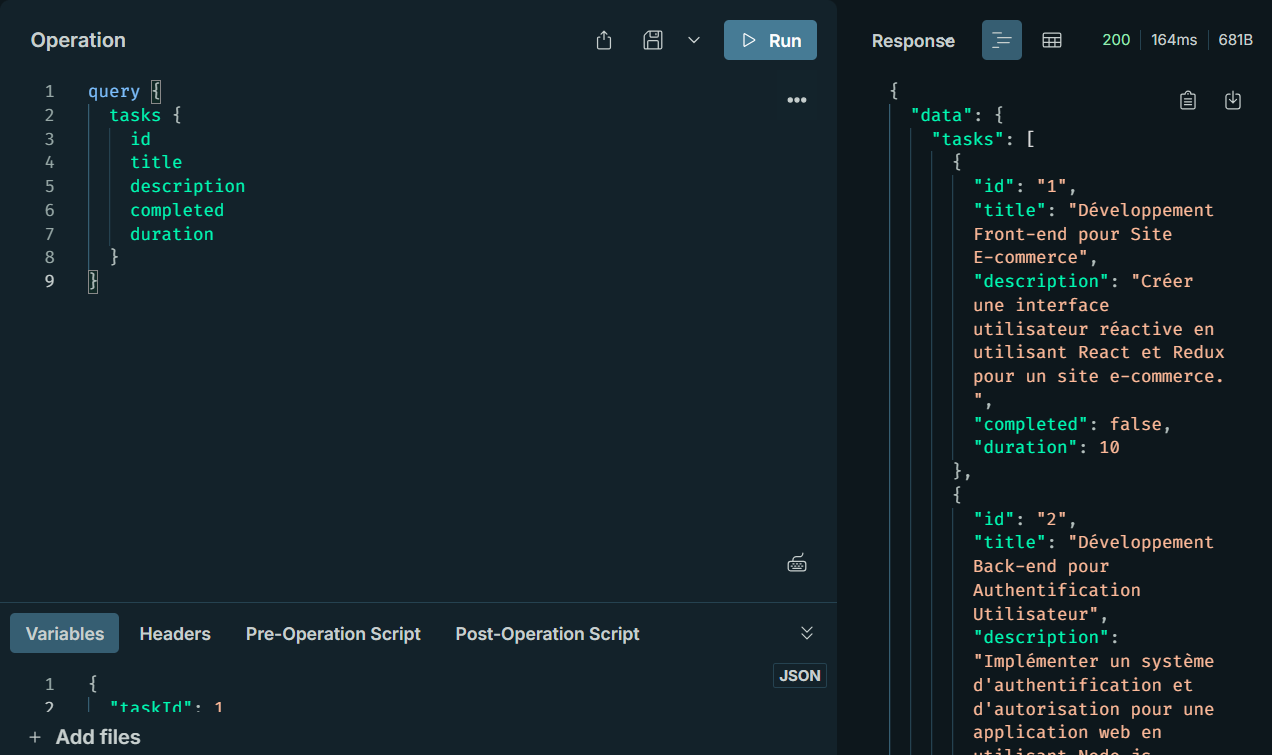 Operation
Run
1 query {
2 tasks {
3 id
4 title
5 description
6 completed
7 duration
8 }
9 }
Variables Headers Pre-Operation Script Post-Operation Script
JSON
1 {
2 "taskId": 1
+ Add files
Response 200 164ms 681B
{
"data": {
"tasks": [
{
"id": "1",
"title": "Développement
Front-end pour Site
E-commerce",
"description": "Créer
une interface
utilisateur réactive en
utilisant React et Redux
pour un site e-commerce.
",
"completed": false,
"duration": 10
},
{
"id": "2",
"title": "Développement
Back-end pour
Authentification
Utilisateur",
"description":
"Implémenter un système
d'authentification et
d'autorisation pour une
application web en
utilisant Node.js